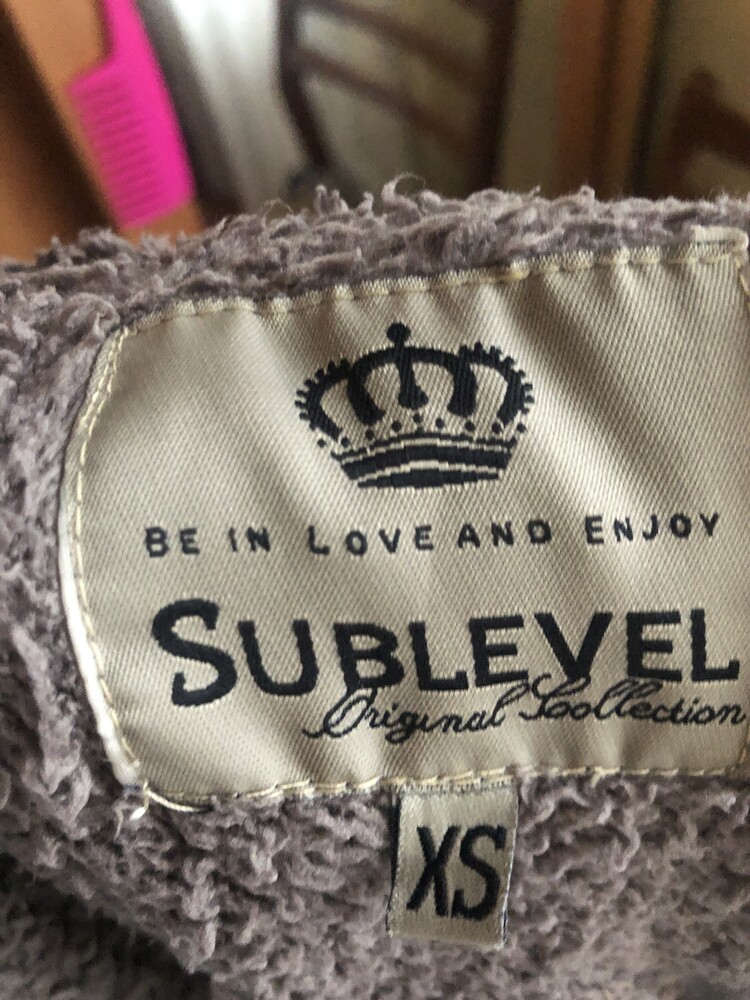 BE IN LOVE AND ENJOY
SUBLEVEL
Original Collection
XS